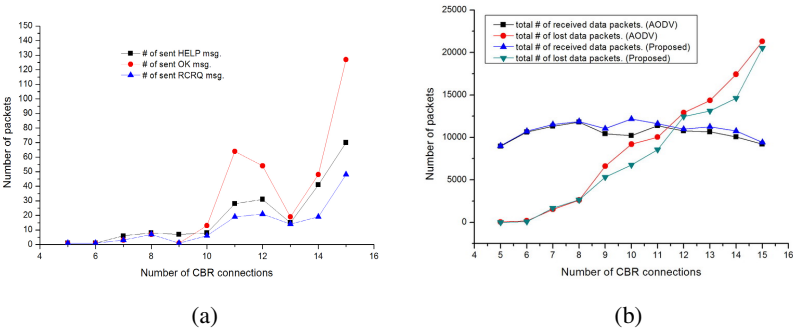 150
140
130
120
110
100
90
80
70
60
50
40
30
20
10
0
Number of packets
# of sent HELP msg.
# of sent OK msg.
# of sent RCRQ msg.
4 6 8 10 12 14 16
Number of CBR connections
(a)
25000
20000
15000
10000
5000
0
Number of packets
total # of received data packets. (AODV)
total # of lost data packets. (AODV)
total # of received data packets. (Proposed)
total # of lost data packets. (Proposed)
4 5 6 7 8 9 10 11 12 13 14 15 16
Number of CBR connections
(b)